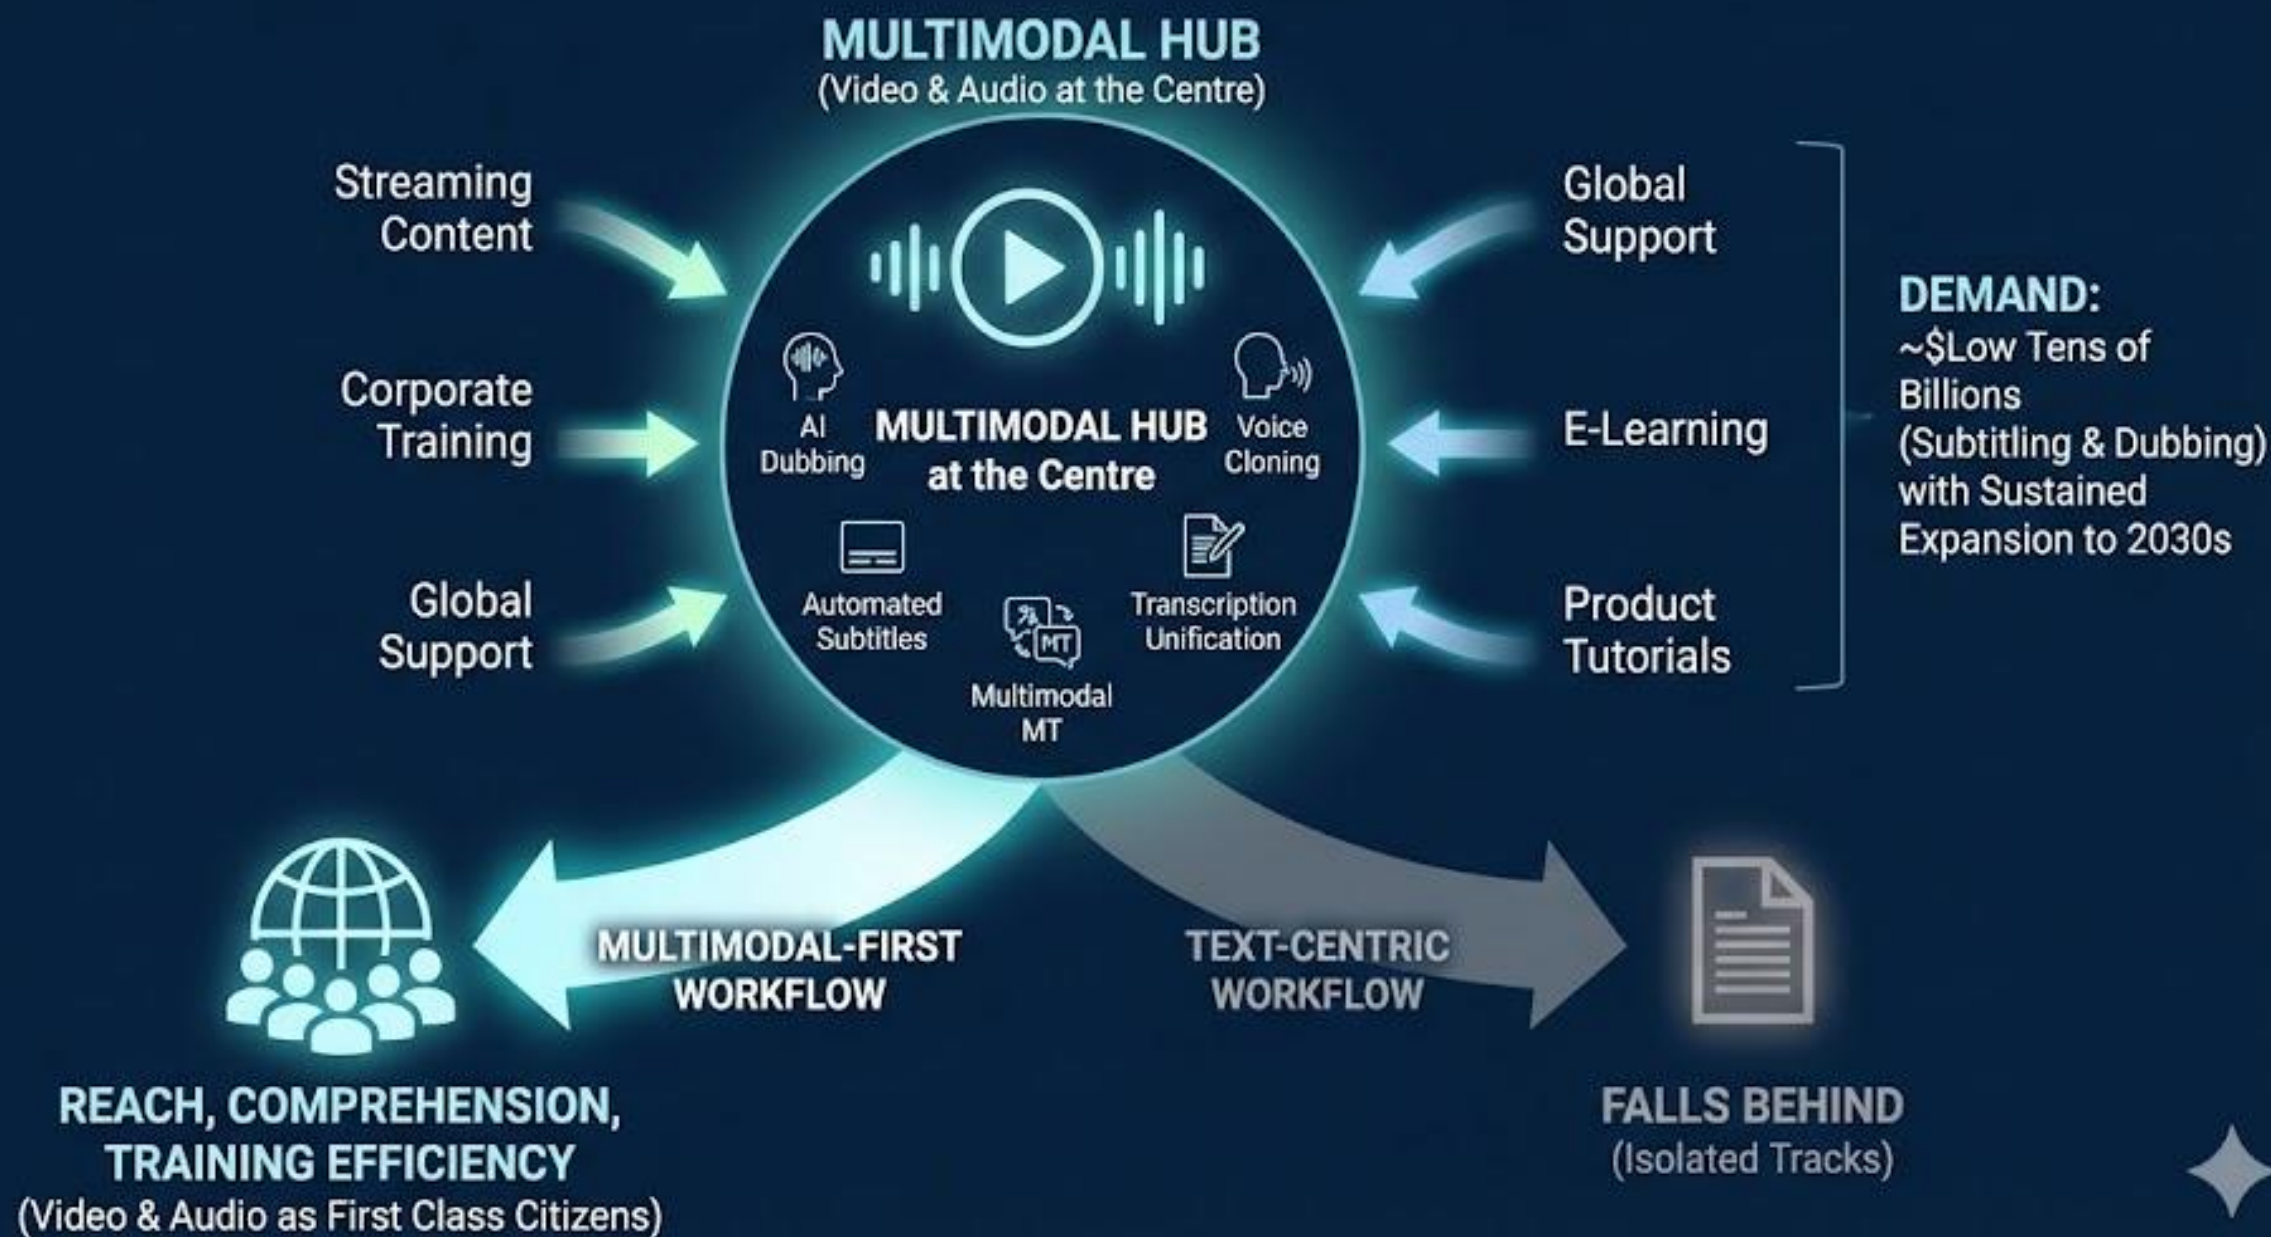 MULTIMODAL HUB
(Video & Audio at the Centre)
Streaming
Content
Corporate
Training
Global
Support
AI
Dubbing
MULTIMODAL HUB
at the Centre
Voice
Cloning
Automated
Subtitles
MT
Multimodal
MT
Transcription
Unification
Global
Support
E-Learning
Product
Tutorials
DEMAND:
~$Low Tens of
Billions
(Subtitling & Dubbing)
with Sustained
Expansion to 2030s
MULTIMODAL-FIRST
WORKFLOW
TEXT-CENTRIC
WORKFLOW
REACH, COMPREHENSION,
TRAINING EFFICIENCY
(Video & Audio as First Class Citizens)
FALLS BEHIND
(Isolated Tracks)